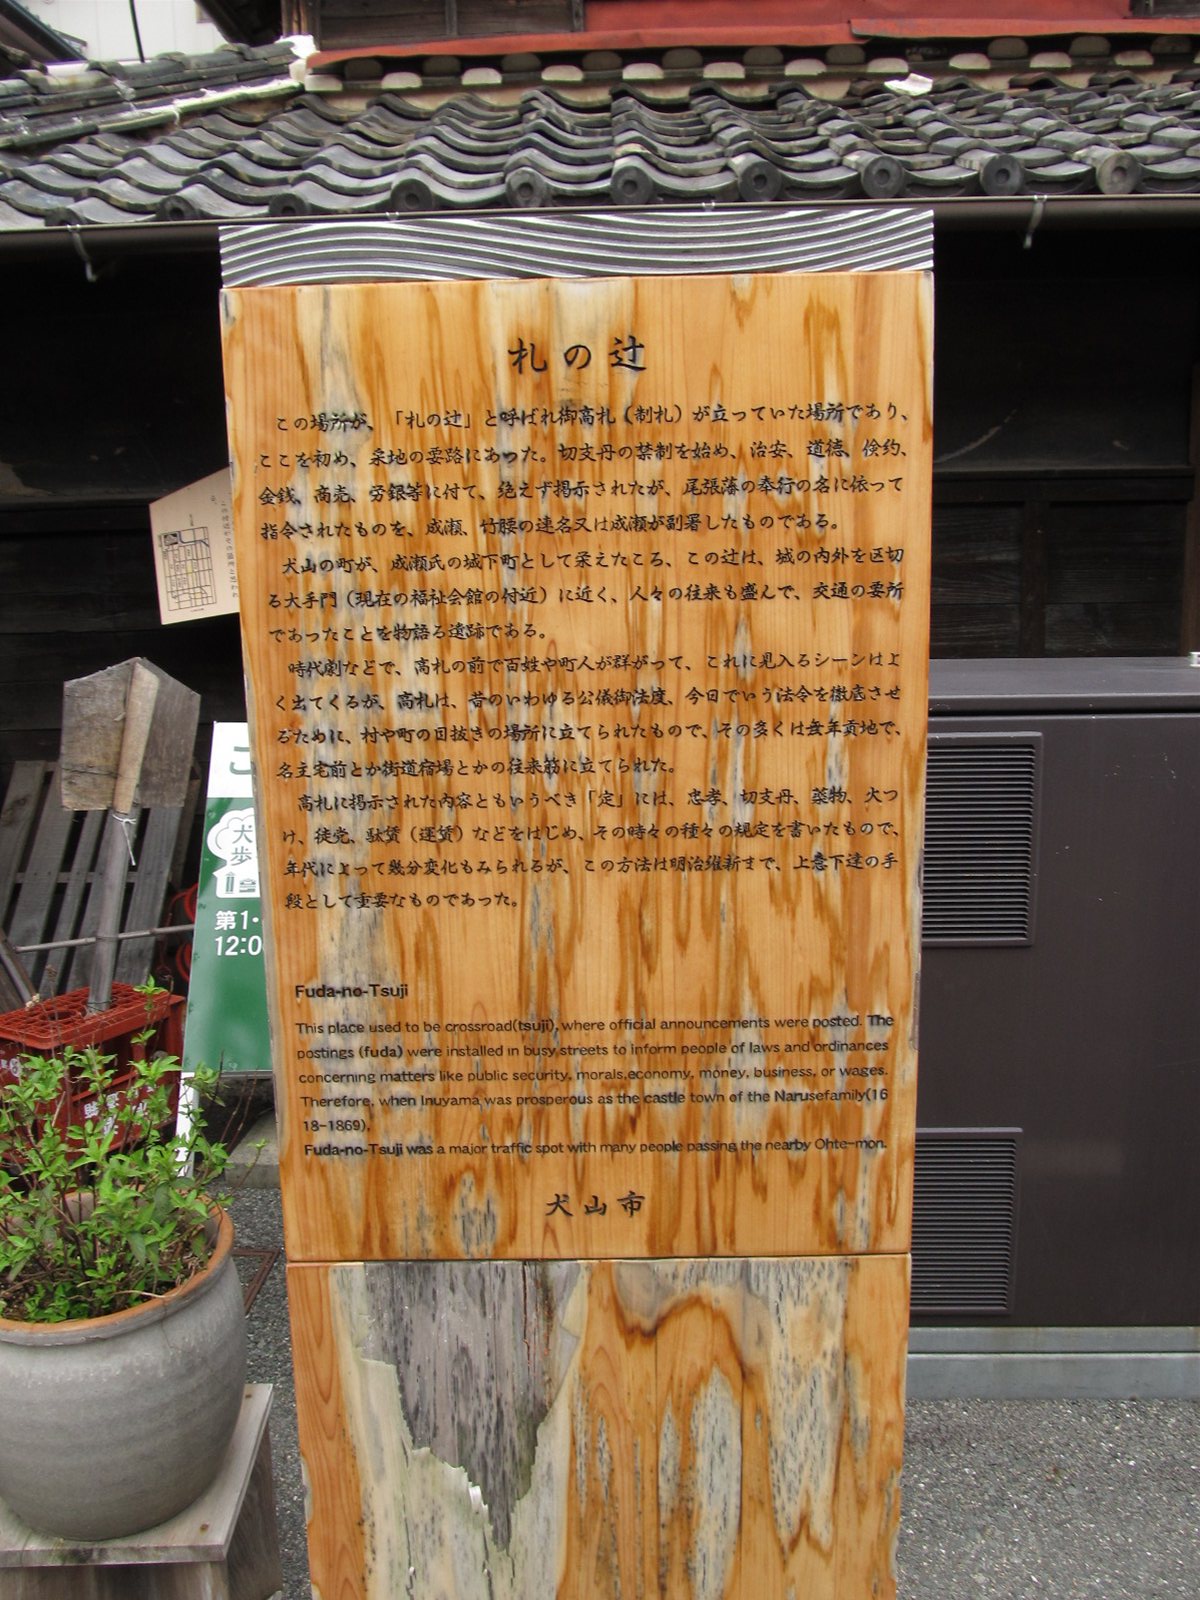 札の辻
この場所が、「札の辻」と呼ばれ御高札（制札）が立っていた場所であり、
ここを初め、采地の要路にあった。切支丹の禁制を始め、治安、道徳、倹約、
金銭、商売、労銀等に付て、絶えず掲示されたが、尾張藩の奉行の名に依って
指令されたものを、成瀬、竹腰の連名又は成瀬が副署したものである。
犬山の町が、成瀬氏の城下町として栄えたころ、この辻は、城の内外を区切
る大手門（現在の福祉会館の付近）に近く、人々の往来も盛んで、交通の要所
であったことを物語る遺跡である。
時代劇などで、高札の前で百姓や町人が群がって、これに見入るシーンはよ
く出てくるが、高札は、昔のいわゆる公儀御法度、今日でいう法令を徹底させ
るために、村や町の目抜きの場所に立てられたもので、その多くは毎年貢地で、
名主宅前とか街道宿場とかの往来筋に立てられた。
高札に掲示された内容ともいうべき「定」には、忠孝、切支丹、薬物、火つ
け、徒党、駄賃（運賃）などをはじめ、その時々の種々の規定を書いたもので、
年代によって幾分変化もみられるが、この方法は明治維新まで、上意下達の手
段として重要なものであった。
Fuda-no-Tsuji
This place used to be crossroad(tsuji), where official announcements were posted. The
postings (fuda) were installed in busy streets to inform people of laws and ordinances
concerning matters like public security, morals,economy, money, business, or wages.
Therefore, when Inuyama was prosperous as the castle town of the Narusefamily(16
18-1869),
Fuda-no-Tsuji was a major traffic spot with many people passing the nearby Ohte-mon.
犬山市
犬
歩
第1・
12:0